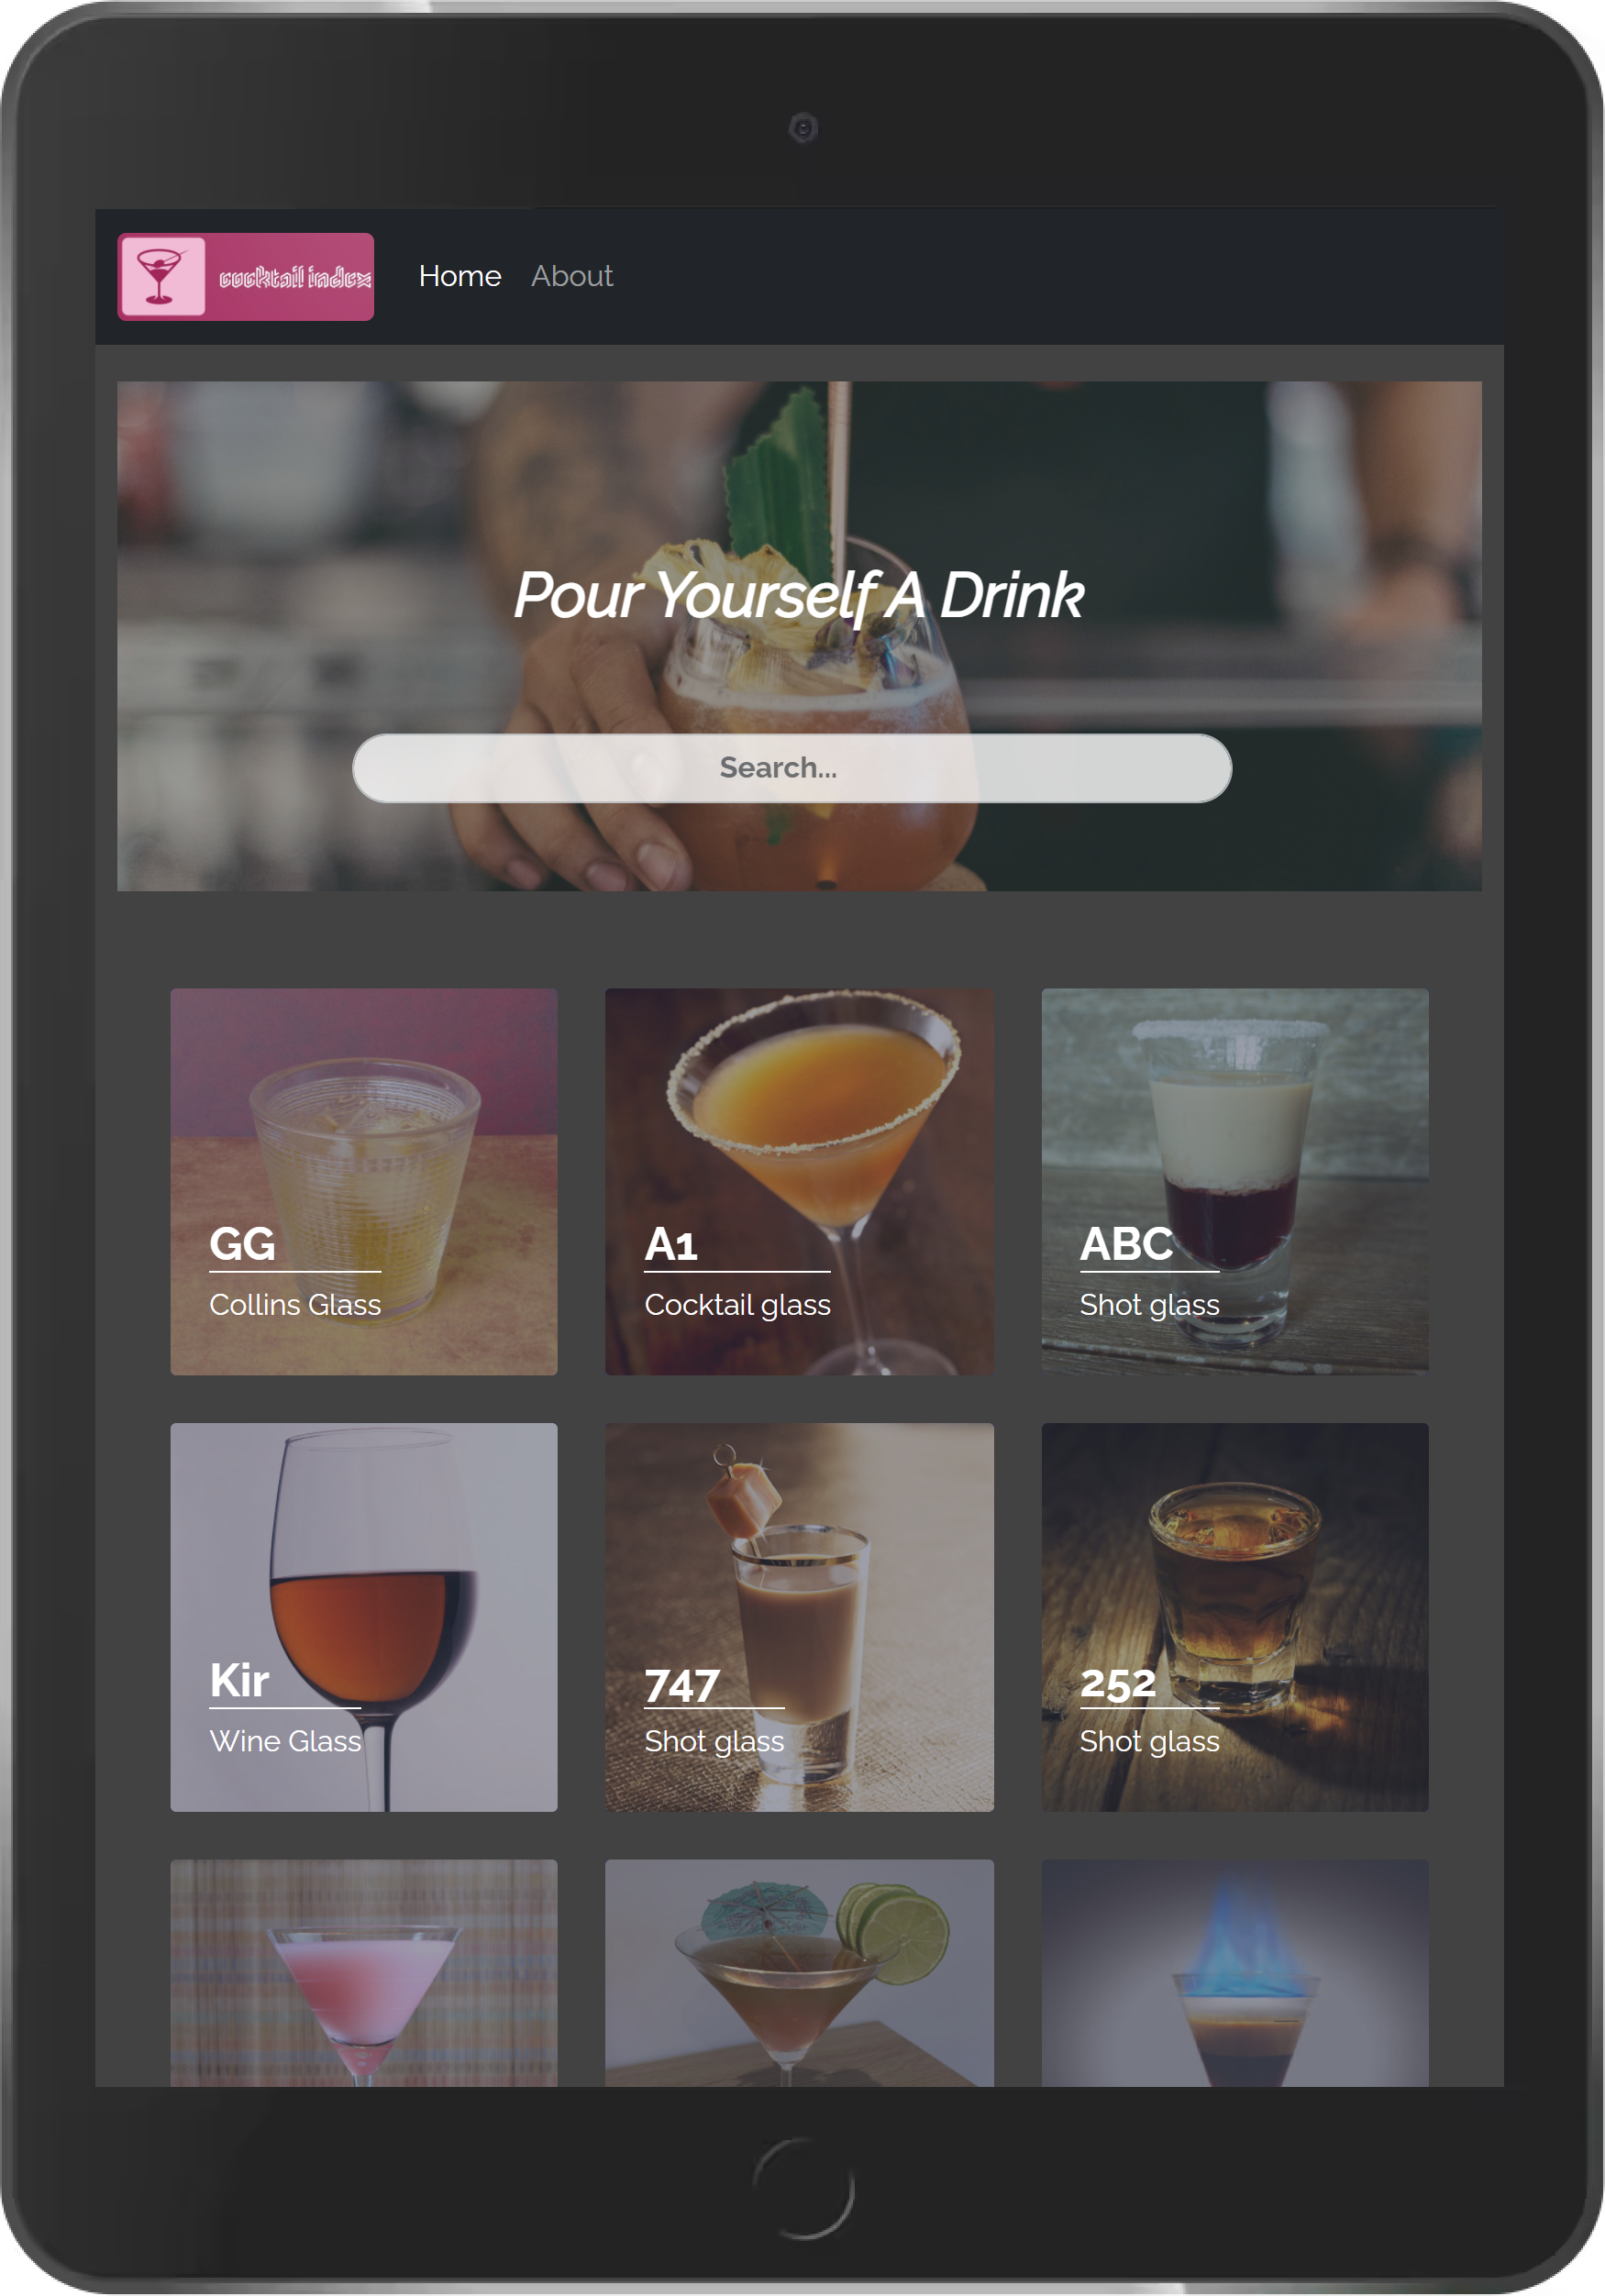 cocktail index
Home About
Pour Yourself A Drink
Search...
GG
Collins Glass
A1
Cocktail glass
ABC
Shot glass
Kir
Wine Glass
747
Shot glass
252
Shot glass